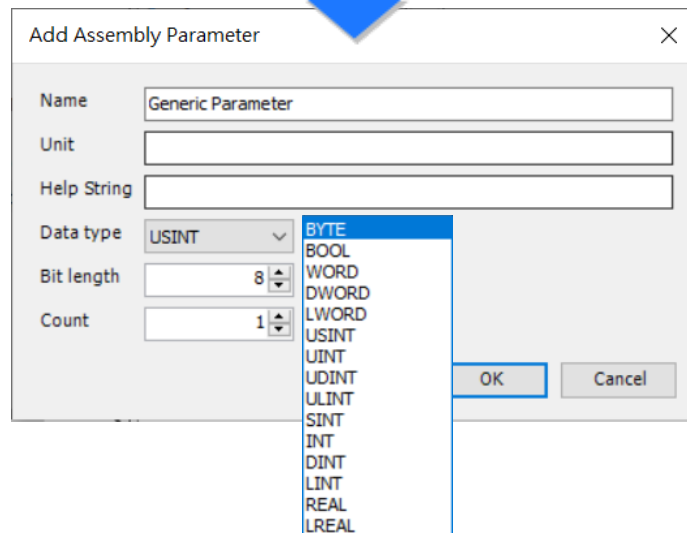 Add Assembly Parameter
Name
Generic Parameter
Unit
Help String
Data type
USINT
Bit length
8
Count
1
BYTE
BOOL
WORD
DWORD
LWORD
USINT
UINT
UDINT
ULINT
SINT
INT
DINT
LINT
REAL
LREAL
OK
Cancel